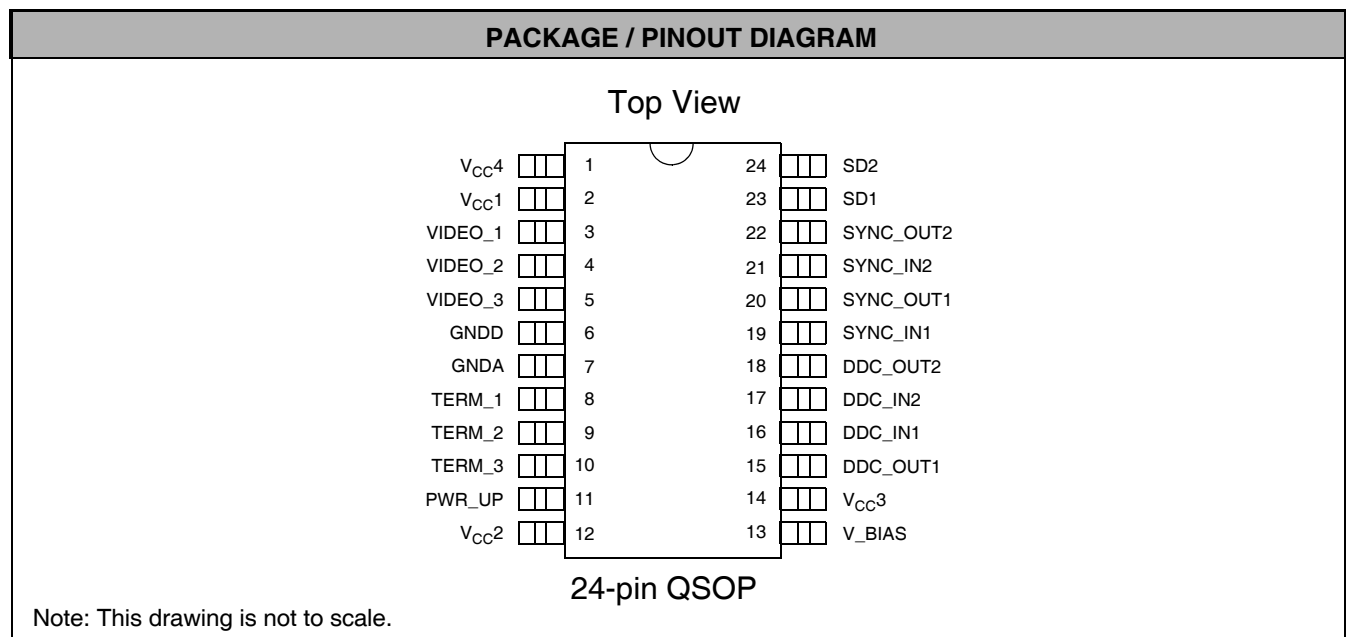 PACKAGE / PINOUT DIAGRAM
Top View
VCC4 1 24 SD2
VCC1 2 23 SD1
VIDEO_1 3 22 SYNC_OUT2
VIDEO_2 4 21 SYNC_IN2
VIDEO_3 5 20 SYNC_OUT1
GNDD 6 19 SYNC_IN1
GNDA 7 18 DDC_OUT2
TERM_1 8 17 DDC_IN2
TERM_2 9 16 DDC_IN1
TERM_3 10 15 DDC_OUT1
PWR_UP 11 14 VCC3
VCC2 12 13 V_BIAS
24-pin QSOP
Note: This drawing is not to scale.